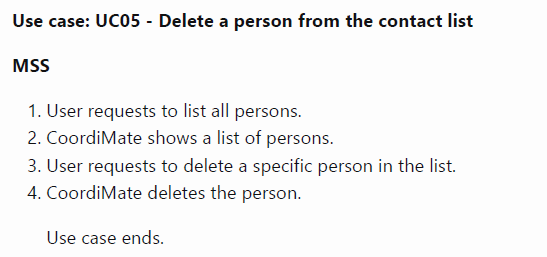 Use case: UC05 - Delete a person from the contact list
MSS
1. User requests to list all persons.
2. CoordiMate shows a list of persons.
3. User requests to delete a specific person in the list.
4. CoordiMate deletes the person.
Use case ends.